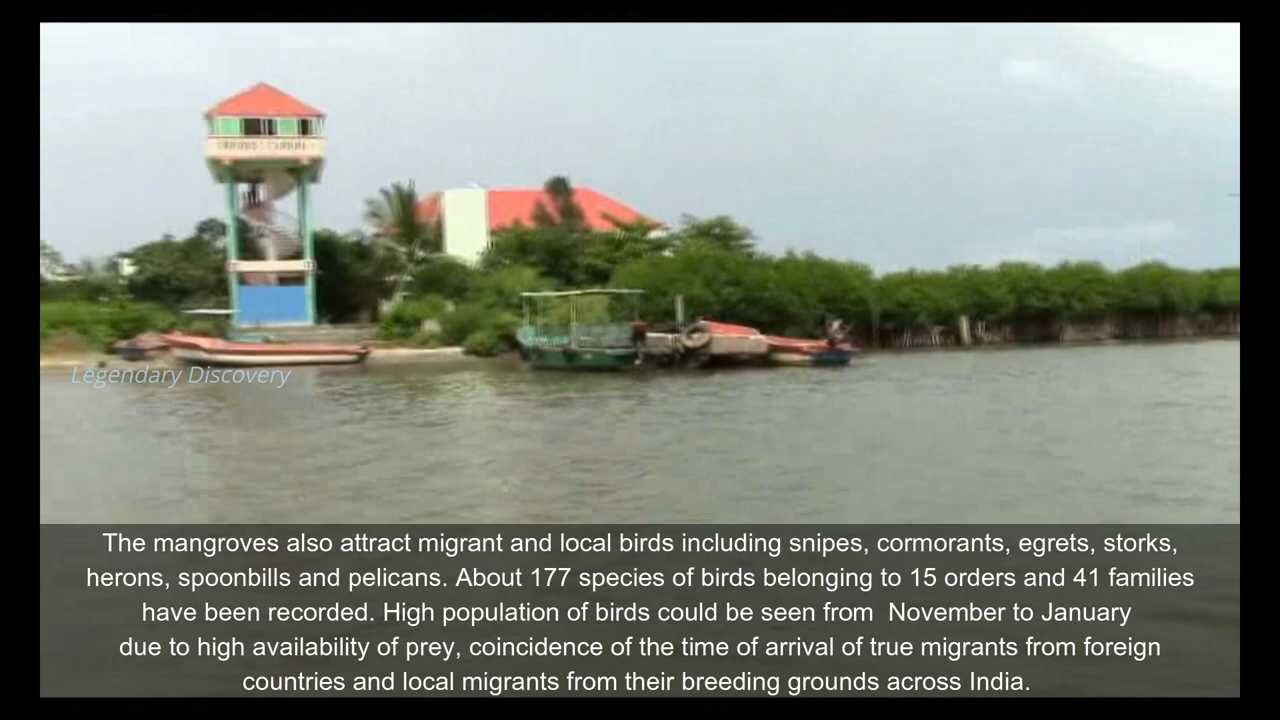 Legendary Discovery
The mangroves also attract migrant and local birds including snipes, cormorants, egrets, storks,
herons, spoonbills and pelicans. About 177 species of birds belonging to 15 orders and 41 families
have been recorded. High population of birds could be seen from  November to January
due to high availability of prey, coincidence of the time of arrival of true migrants from foreign
countries and local migrants from their breeding grounds across India.